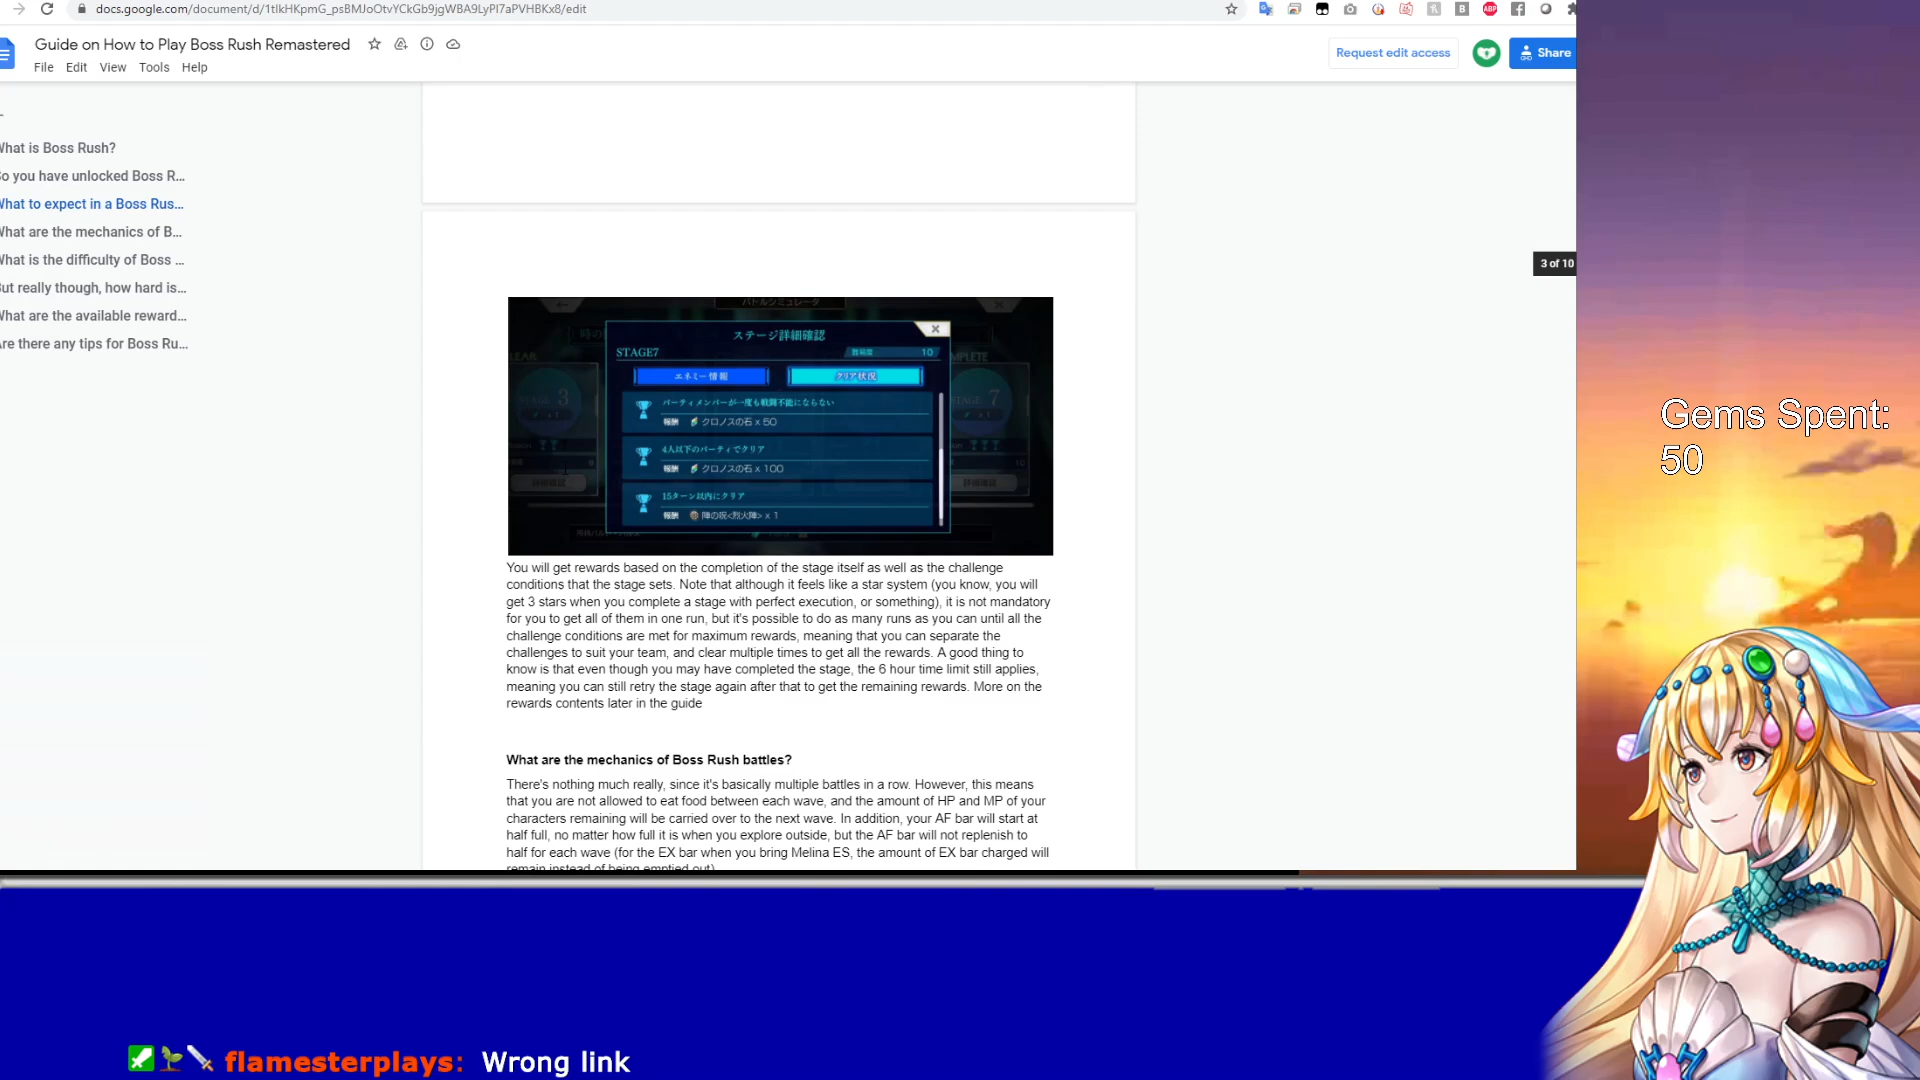 docs.google.com/document/d/1tIkHKpmG_psBMJoOtvYCkGb9jgWBA9LyPl7aPVHBKx8/edit
Guide on How to Play Boss Rush Remastered
File Edit View Tools Help
Request edit access
Share
What is Boss Rush?
So you have unlocked Boss R...
What to expect in a Boss Rus...
What are the mechanics of B...
What is the difficulty of Boss ...
But really though, how hard is...
What are the available reward...
Are there any tips for Boss Ru...
3 of 10
バトルシミュレータ
ステージ詳細確認
STAGE7
難易度 10
エネミー情報
クリア状況
パーティメンバーが一度も戦闘不能にならない
報酬 クロノスの石 x 50
4人以下のパーティでクリア
報酬 クロノスの石 x 100
15ターン以内にクリア
報酬 陣の呪<烈火陣> x 1
STAGE 3
STAGE 7
詳細確認
詳細確認
You will get rewards based on the completion of the stage itself as well as the challenge
conditions that the stage sets. Note that although it feels like a star system (you know, you will
get 3 stars when you complete a stage with perfect execution, or something), it is not mandatory
for you to get all of them in one run, but it's possible to do as many runs as you can until all the
challenge conditions are met for maximum rewards, meaning that you can separate the
challenges to suit your team, and clear multiple times to get all the rewards. A good thing to
know is that even though you may have completed the stage, the 6 hour time limit still applies,
meaning you can still retry the stage again after that to get the remaining rewards. More on the
rewards contents later in the guide
What are the mechanics of Boss Rush battles?
There's nothing much really, since it's basically multiple battles in a row. However, this means
that you are not allowed to eat food between each wave, and the amount of HP and MP of your
characters remaining will be carried over to the next wave. In addition, your AF bar will start at
half full, no matter how full it is when you explore outside, but the AF bar will not replenish to
half for each wave (for the EX bar when you bring Melina ES, the amount of EX bar charged will
remain instead of being emptied out)
Gems Spent:
50
flamesterplays: Wrong link